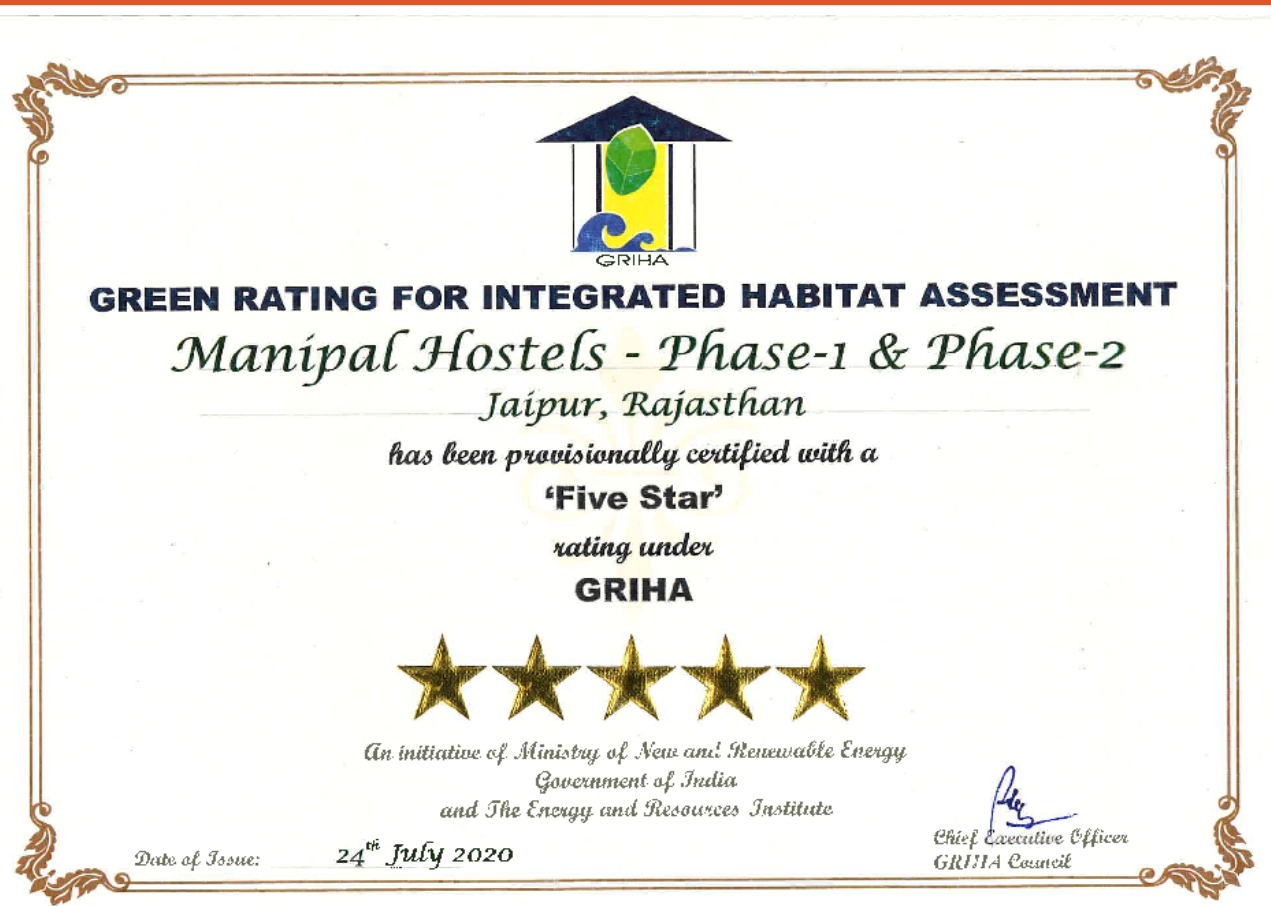 GRIHA
GREEN RATING FOR INTEGRATED HABITAT ASSESSMENT
Manipal Hostels - Phase-1 & Phase-2
Jaipur, Rajasthan
has been provisionally certified with a
‘Five Star’
rating under
GRIHA
An initiative of Ministry of New and Renewable Energy
Government of India
and The Energy and Resources Institute
Chief Executive Officer
GRIHA Council
Date of Issue: 24th July 2020